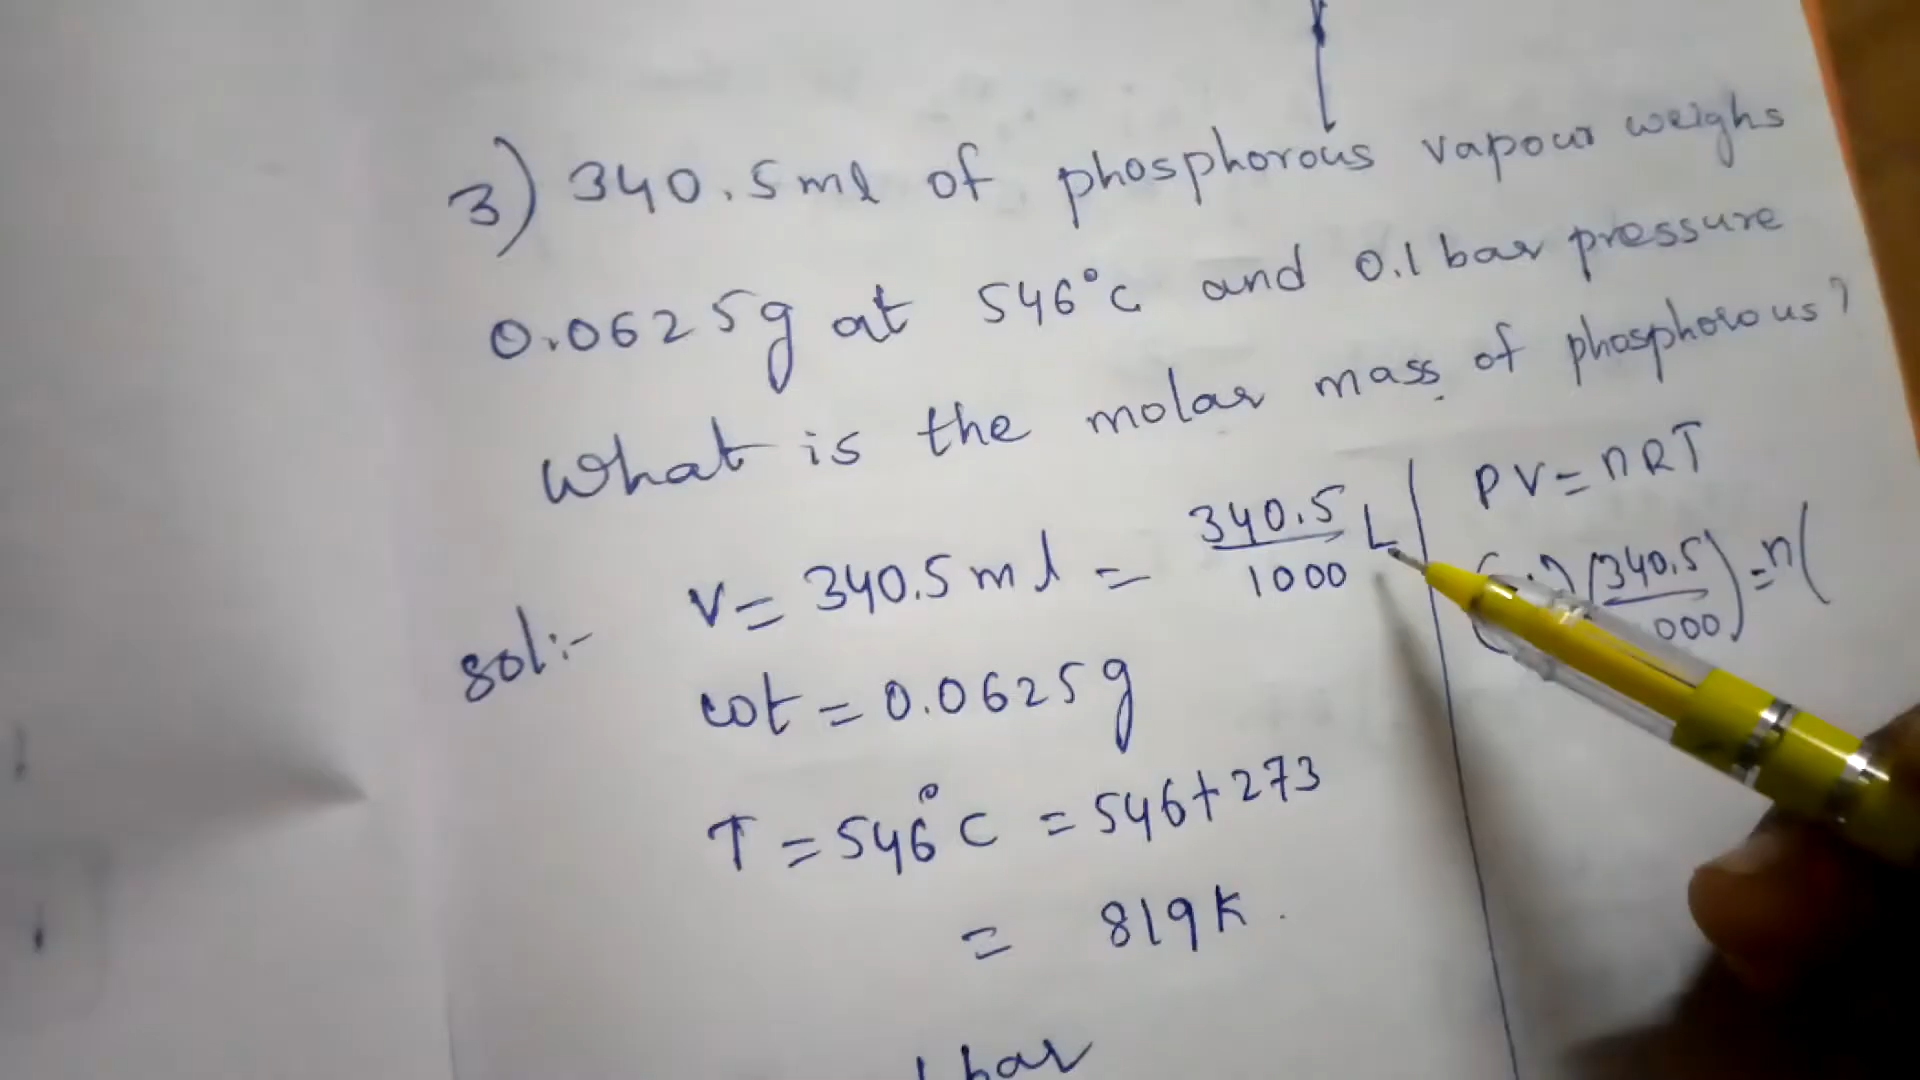 3) 340.5 ml of phosphorous vapour weighs
0.0625g at 546°c and 0.1 bar pressure
What is the molar mass of phosphorous?
sol:- V = 340.5 ml = 340.5/1000 L
wt = 0.0625g
T = 546°C = 546+273
= 819K.
bar
PV = nRT
(340.5/000) = n(